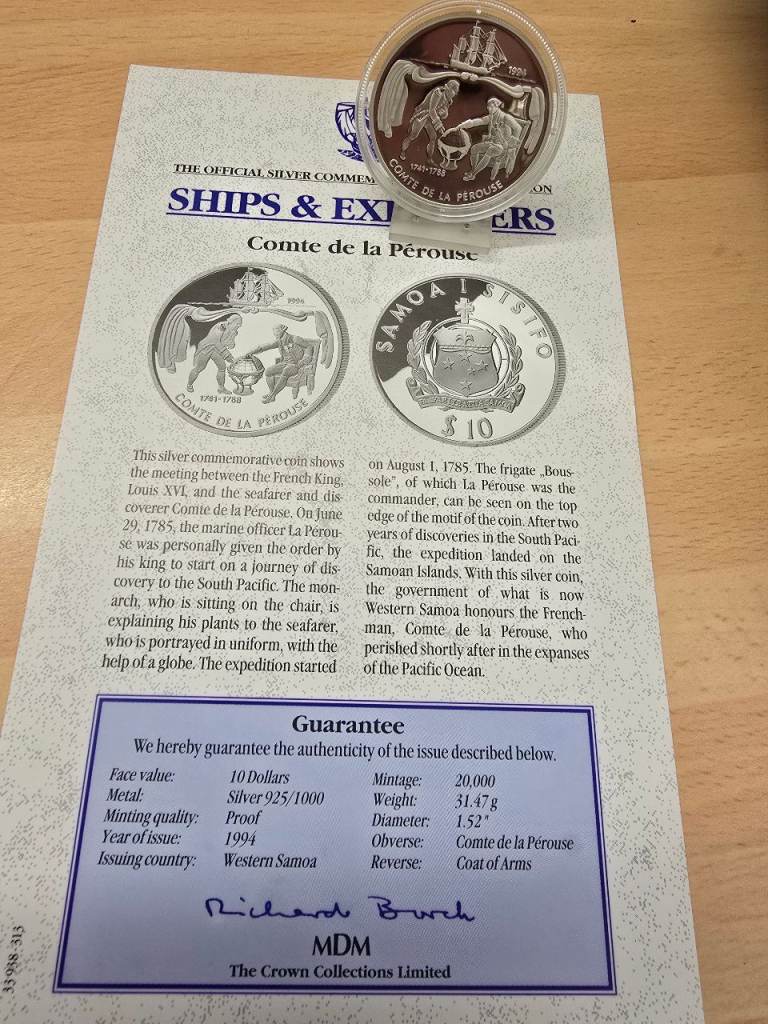 1994
1741-1788
COMTE DE LA PÉROUSE
THE OFFICIAL SILVER COMMEM ON
SHIPS & EX ERS
Comte de la Pérouse
1994
1741-1788
COMTE DE LA PÉROUSE
SAMOA I SISIFO
$ 10
This silver commemorative coin shows
the meeting between the French King,
Louis XVI, and the seafarer and dis-
coverer Comte de la Pérouse. On June
29, 1785, the marine officer La Pérou-
se was personally given the order by
his king to start on a journey of dis-
covery to the South Pacific. The mon-
arch, who is sitting on the chair, is
explaining his plants to the seafarer,
who is portrayed in uniform, with the
help of a globe. The expedition started
on August 1, 1785. The frigate „Bous-
sole", of which La Pérouse was the
commander, can be seen on the top
edge of the motif of the coin. After two
years of discoveries in the South Paci-
fic, the expedition landed on the
Samoan Islands. With this silver coin,
the government of what is now
Western Samoa honours the French-
man, Comte de la Pérouse, who
perished shortly after in the expanses
of the Pacific Ocean.
Guarantee
We hereby guarantee the authenticity of the issue described below.
Face value: 10 Dollars
Metal: Silver 925/1000
Minting quality: Proof
Year of issue: 1994
Issuing country: Western Samoa
Mintage: 20,000
Weight: 31.47 g
Diameter: 1.52"
Obverse: Comte de la Pérouse
Reverse: Coat of Arms
Richard Burch
MDM
The Crown Collections Limited
33 938-313